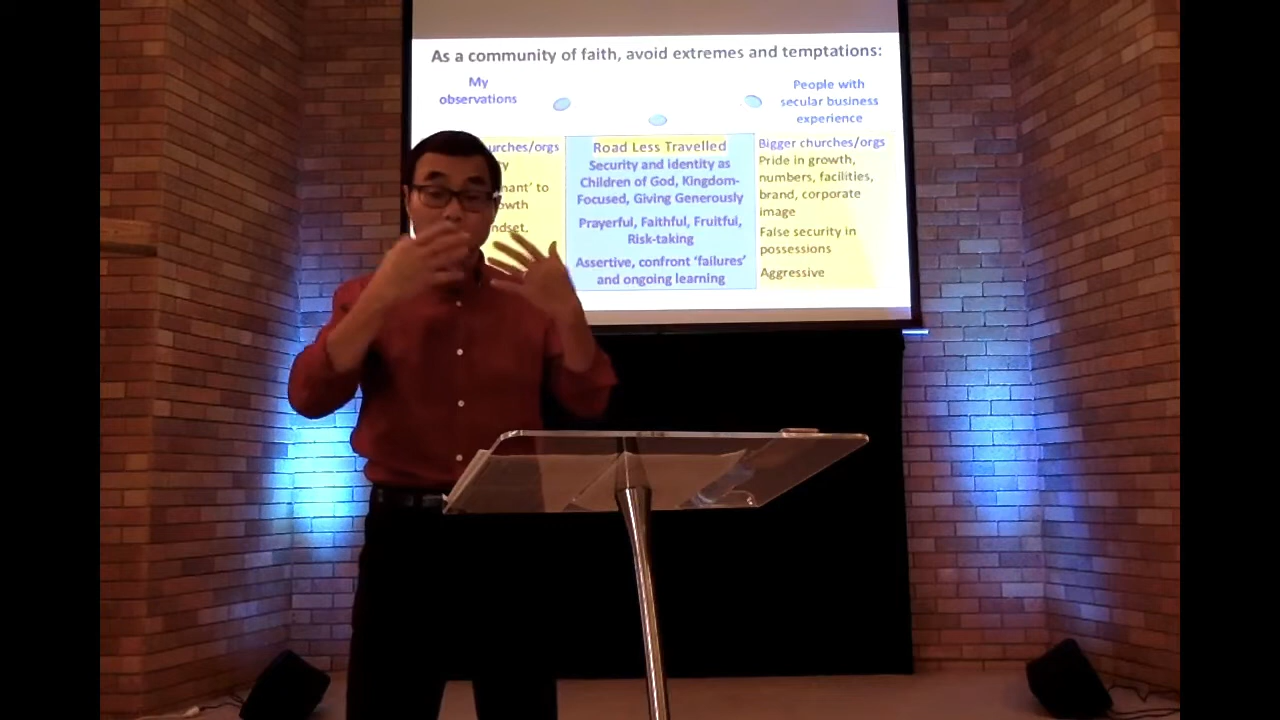 As a community of faith, avoid extremes and temptations:
My
observations
People with
secular business
experience
urches/orgs
nant' to
wth
ndset.
Road Less Travelled
Security and identity as
Children of God, Kingdom-
Focused, Giving Generously
Prayerful, Faithful, Fruitful,
Risk-taking
Assertive, confront 'failures'
and ongoing learning
Bigger churches/orgs
Pride in growth,
numbers, facilities,
brand, corporate
image
False security in
possessions
Aggressive